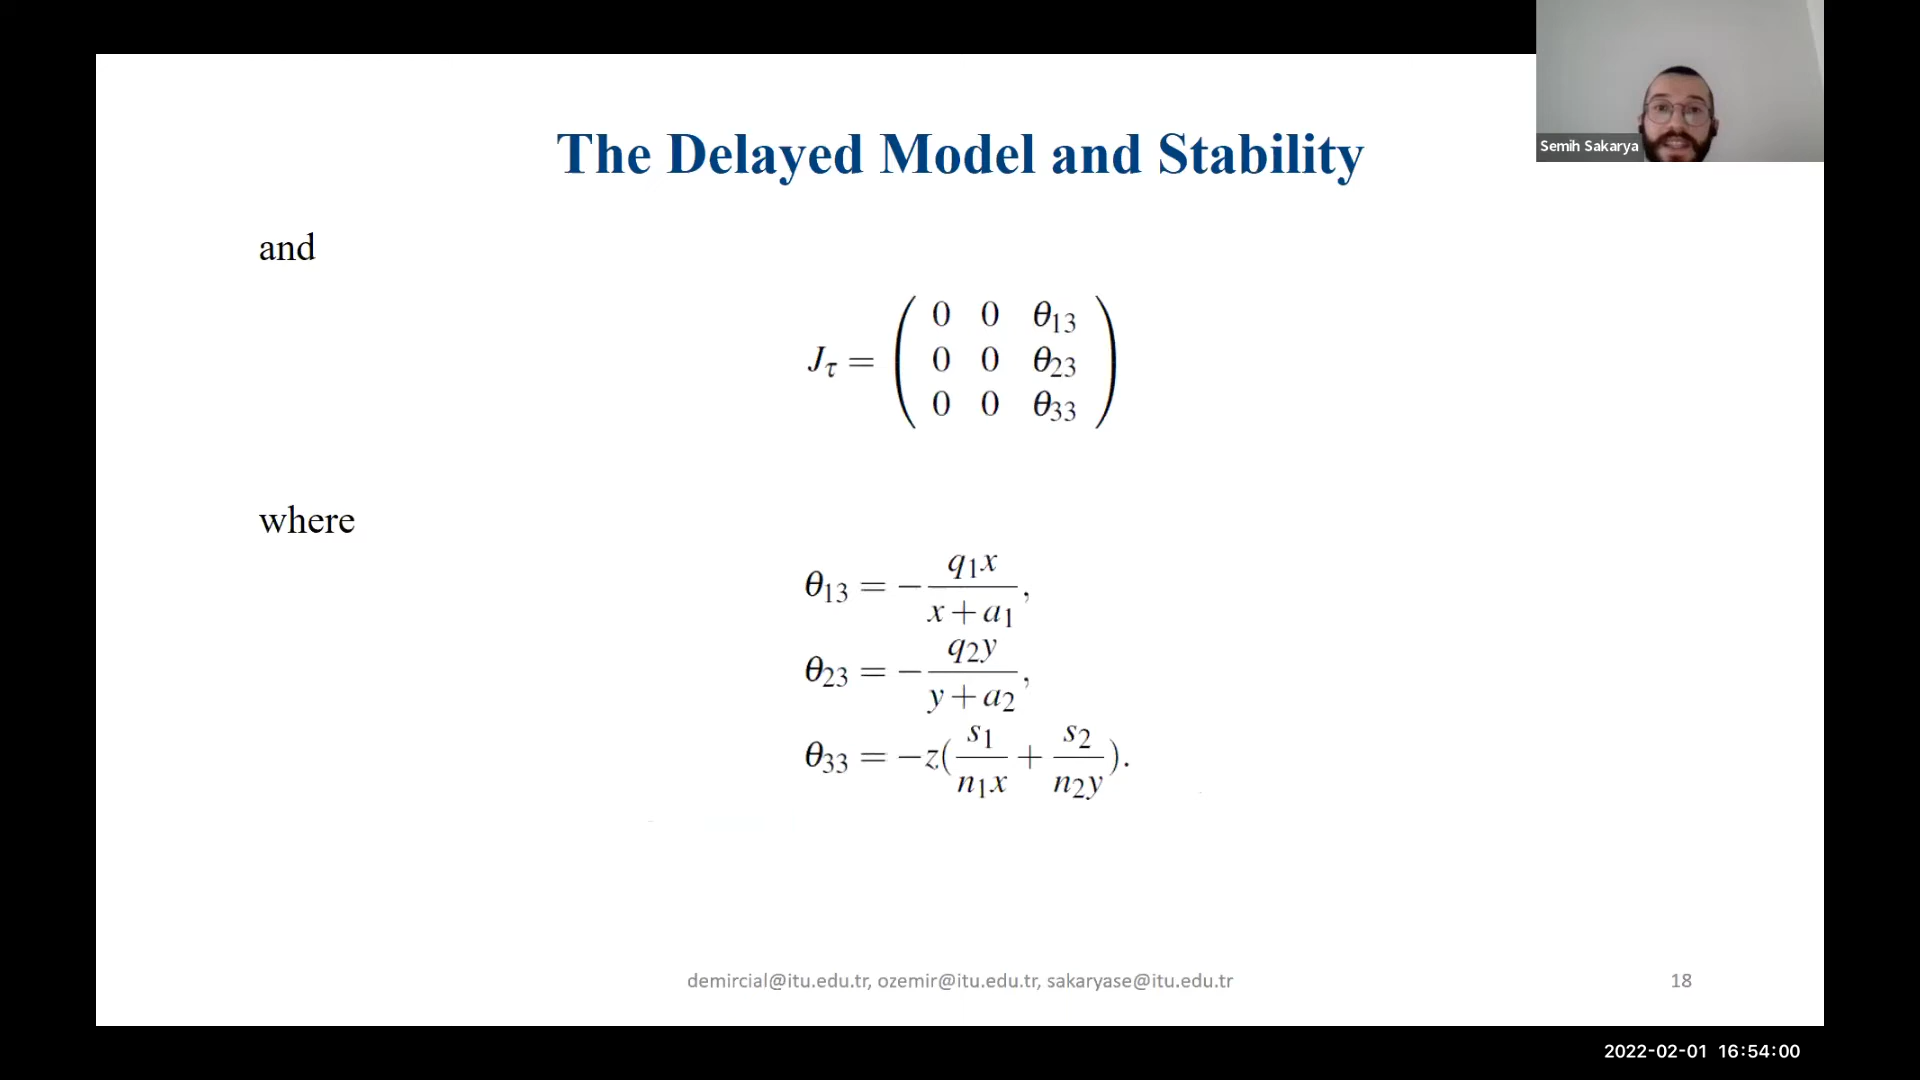 The Delayed Model and Stability
Semih Sakarya
and
J_τ = ( 0 0 θ_13
0 0 θ_23
0 0 θ_33 )
where
θ_13 = − q_1x / (x + a_1),
θ_23 = − q_2y / (y + a_2),
θ_33 = −z( s_1 / (n_1x) + s_2 / (n_2y) ).
demircial@itu.edu.tr, ozemir@itu.edu.tr, sakaryase@itu.edu.tr
18
2022-02-01 16:54:00